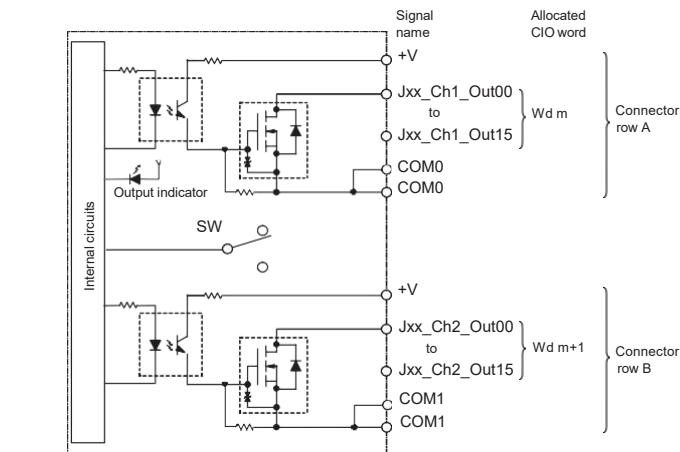 Signal
name
Allocated
CIO word
+V
Jxx_Ch1_Out00
to
Jxx_Ch1_Out15
Wd m
Connector
row A
COM0
COM0
Output indicator
SW
Internal circuits
+V
Jxx_Ch2_Out00
to
Jxx_Ch2_Out15
Wd m+1
Connector
row B
COM1
COM1